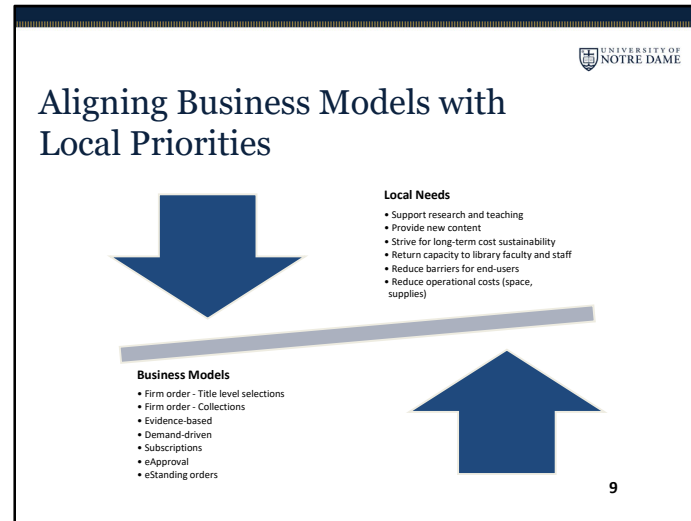 UNIVERSITY OF
NOTRE DAME
Aligning Business Models with
Local Priorities
Local Needs
• Support research and teaching
• Provide new content
• Strive for long-term cost sustainability
• Return capacity to library faculty and staff
• Reduce barriers for end-users
• Reduce operational costs (space,
supplies)
Business Models
• Firm order - Title level selections
• Firm order - Collections
• Evidence-based
• Demand-driven
• Subscriptions
• eApproval
• eStanding orders
9